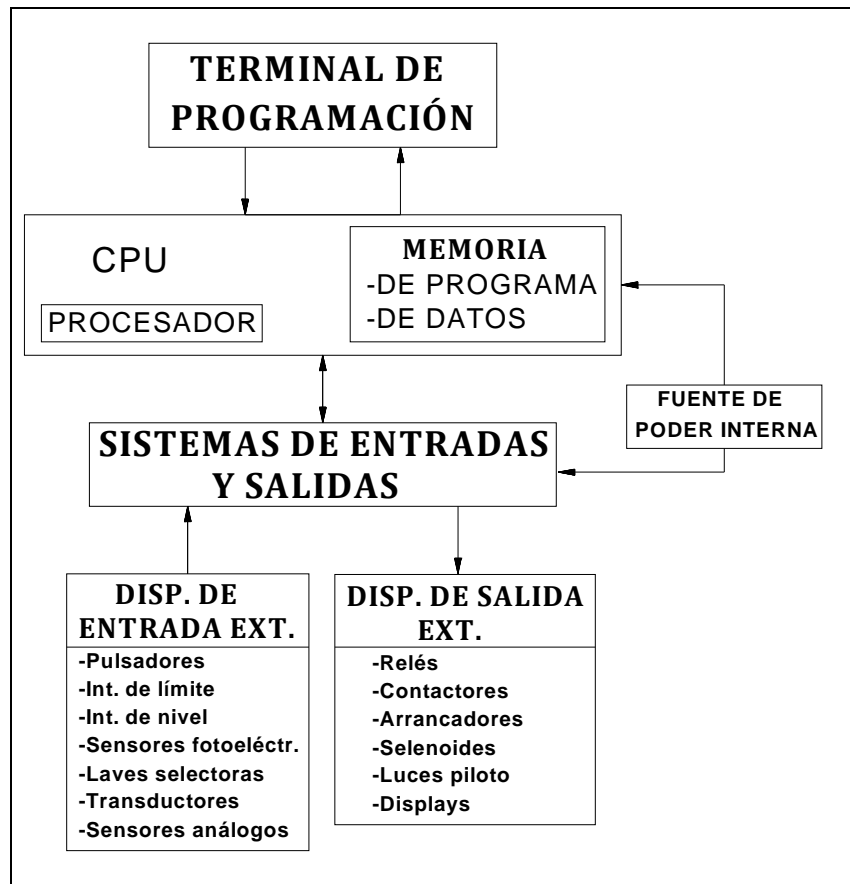 TERMINAL DE
PROGRAMACIÓN
CPU
PROCESADOR
MEMORIA
-DE PROGRAMA
-DE DATOS
FUENTE DE
PODER INTERNA
SISTEMAS DE ENTRADAS
Y SALIDAS
DISP. DE
ENTRADA EXT.
-Pulsadores
-Int. de límite
-Int. de nivel
-Sensores fotoeléctr.
-Laves selectoras
-Transductores
-Sensores análogos
DISP. DE SALIDA
EXT.
-Relés
-Contactores
-Arrancadores
-Selenoides
-Luces piloto
-Displays